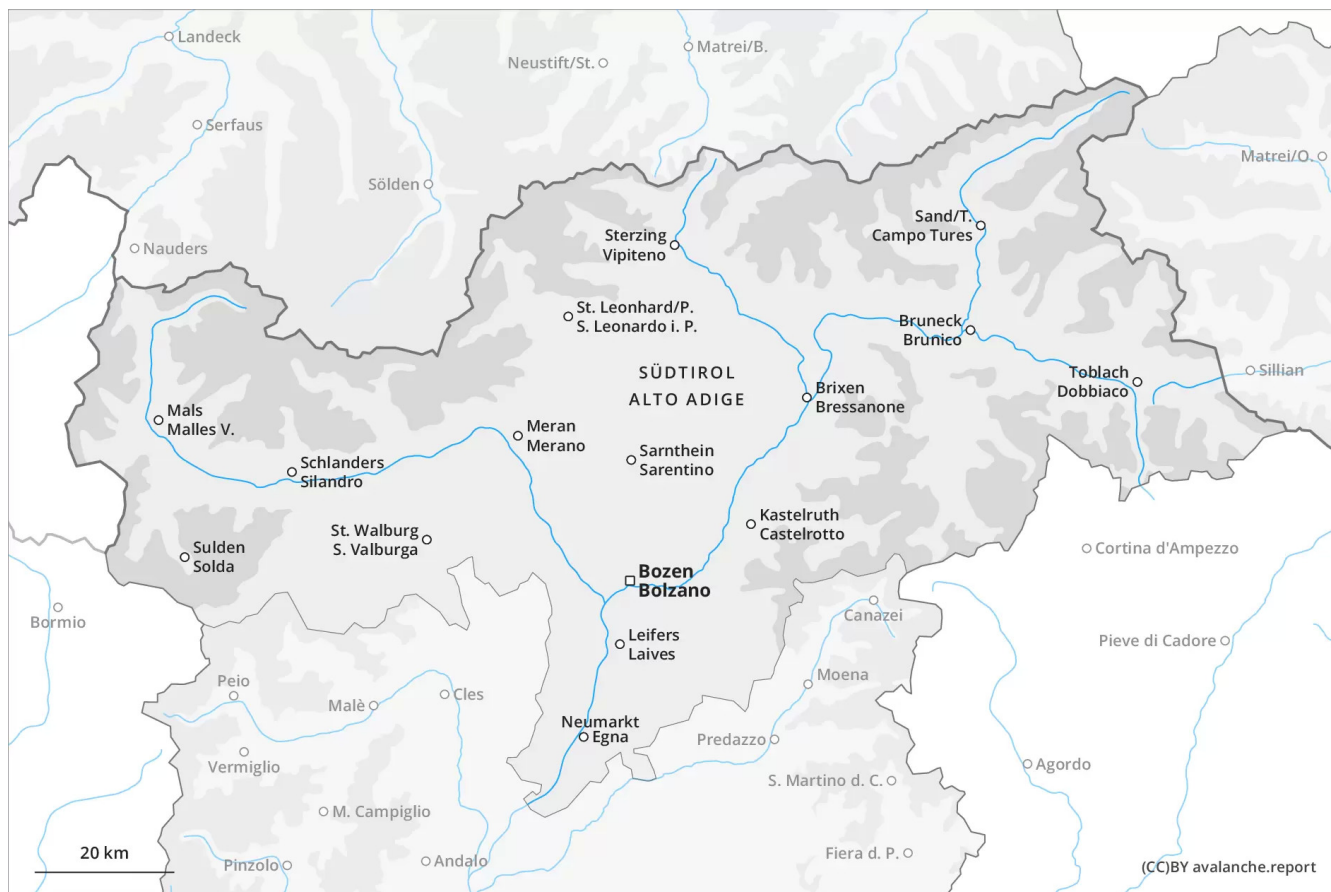 Landeck
Matrei/B.
Neustift/St.
Serfaus
Matrei/O.
Sölden
Sand/T.
Campo Tures
Nauders
Sterzing
Vipiteno
St. Leonhard/P.
S. Leonardo i. P.
Bruneck
Brunico
SÜDTIROL
ALTO ADIGE
Toblach
Dobbiaco
Sillian
Brixen
Bressanone
Mals
Malles V.
Meran
Merano
Schlanders
Silandro
Sarnthein
Sarentino
Kastelruth
Castelrotto
St. Walburg
S. Valburga
Sulden
Solda
Cortina d'Ampezzo
Bozen
Bolzano
Bormio
Canazei
Leifers
Laives
Pieve di Cadore
Peio
Moena
Malè
Cles
Neumarkt
Egna
Predazzo
Vermiglio
Agordo
S. Martino d. C.
M. Campiglio
20 km
Pinzolo
Andalo
Fiera d. P.
(CC)BY avalanche.report